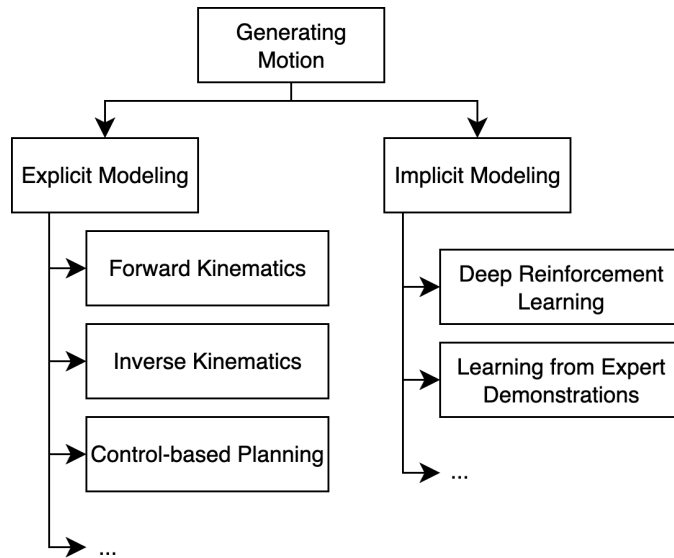 Generating
Motion
Explicit Modeling
Implicit Modeling
Forward Kinematics
Deep Reinforcement
Learning
Inverse Kinematics
Learning from Expert
Demonstrations
Control-based Planning
...
...